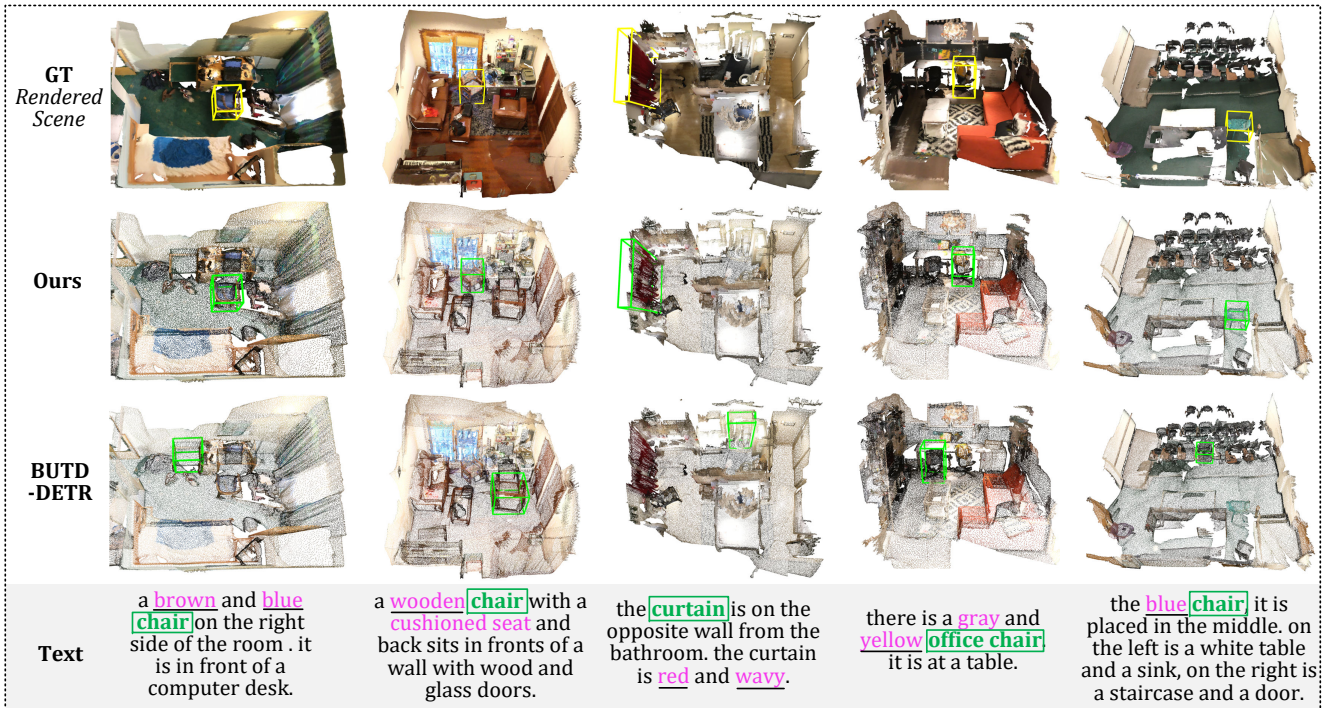 GT
Rendered
Scene
Ours
BUTD
-DETR
Text
a brown and blue
chair on the right
side of the room . it
is in front of a
computer desk.
a wooden chair with a
cushioned seat and
back sits in fronts of a
wall with wood and
glass doors.
the curtain is on the
opposite wall from the
bathroom. the curtain
is red and wavy.
there is a gray and
yellow office chair.
it is at a table.
the blue chair, it is
placed in the middle. on
the left is a white table
and a sink, on the right is
a staircase and a door.